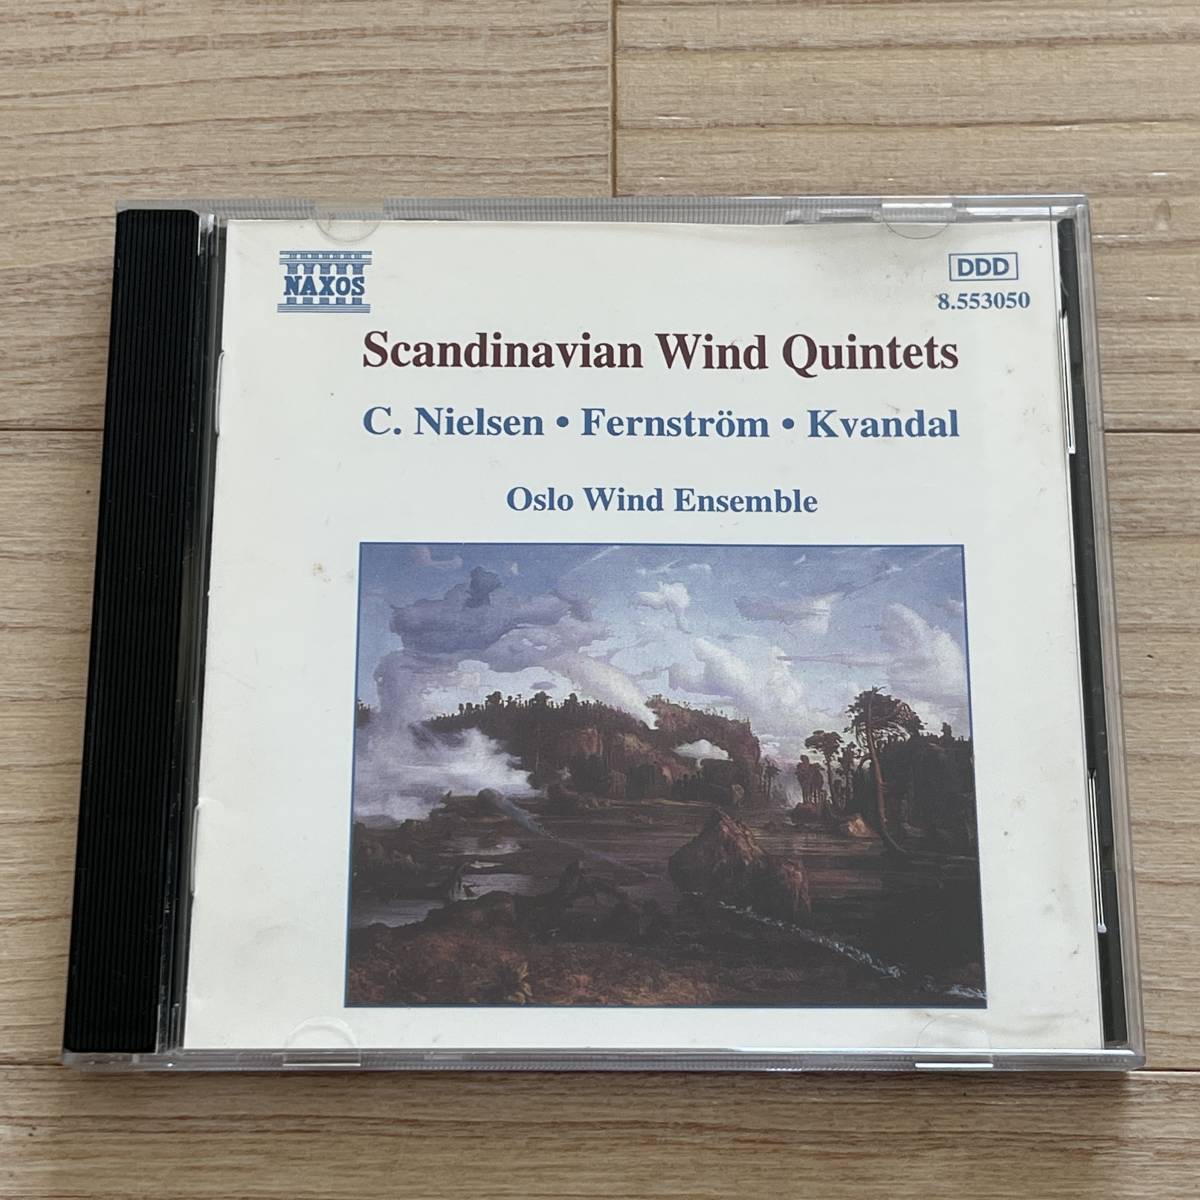 NAXOS
DDD
8.553050
Scandinavian Wind Quintets
C. Nielsen • Fernström • Kvandal
Oslo Wind Ensemble